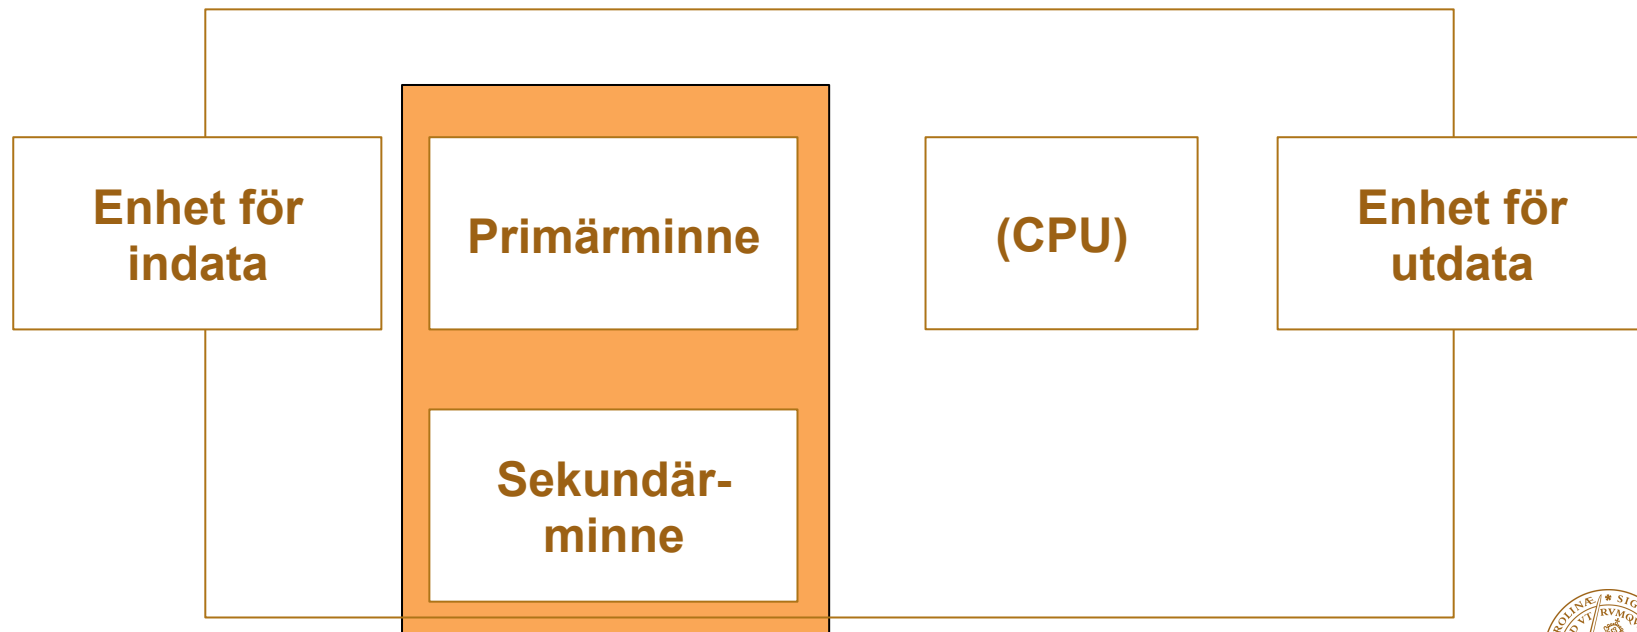 Enhet för
indata
Primärminne
(CPU)
Enhet för
utdata
Sekundär-
minne